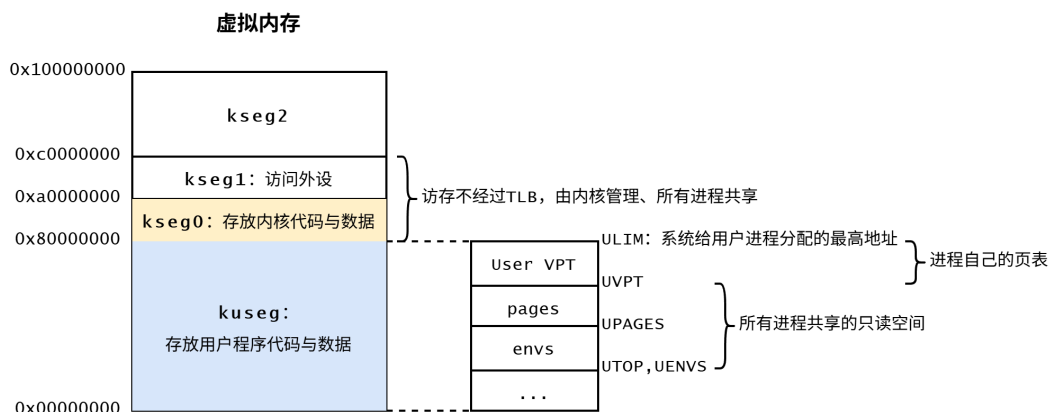 虚拟内存
0x100000000
kseg2
0xc0000000
kseg1：访问外设
0xa0000000
访存不经过TLB，由内核管理、所有进程共享
kseg0：存放内核代码与数据
0x80000000
ULIM：系统给用户进程分配的最高地址
User VPT
进程自己的页表
UVPT
kuseg：
存放用户程序代码与数据
pages
UPAGES
所有进程共享的只读空间
envs
UTOP,UENVS
...
0x00000000